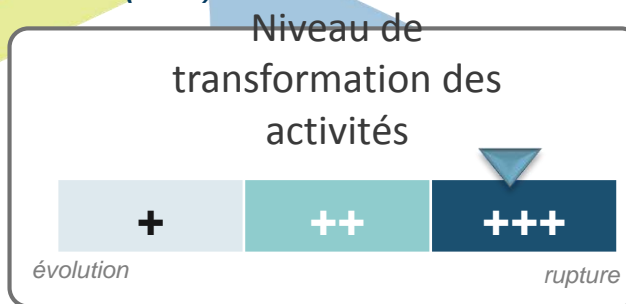 Niveau de
transformation des
activités
+ ++ +++
évolution rupture